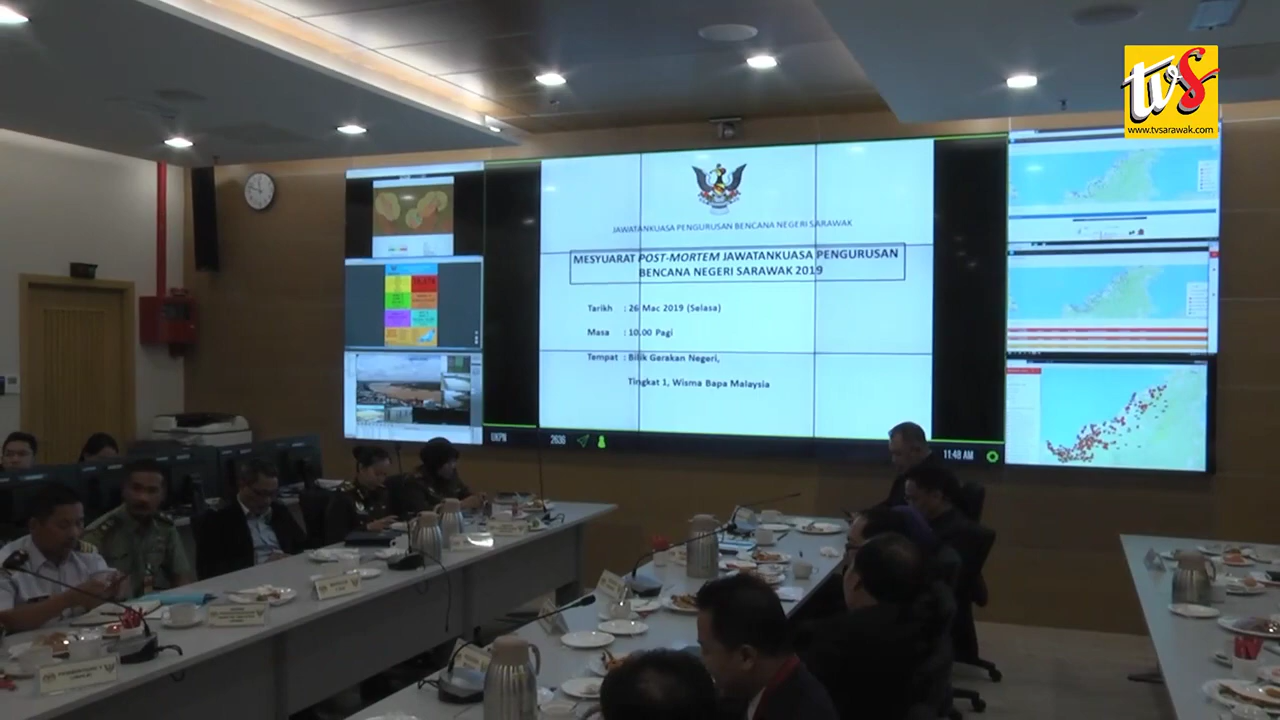 tvS
www.tvsarawak.com
JAWATANKUASA PENGURUSAN BENCANA NEGERI SARAWAK
MESYUARAT POST-MORTEM JAWATANKUASA PENGURUSAN
BENCANA NEGERI SARAWAK 2019
Tarikh : 26 Mac 2019 (Selasa)
Masa : 10.00 Pagi
Tempat : Bilik Gerakan Negeri,
Tingkat 1, Wisma Bapa Malaysia
2636
11:48 AM